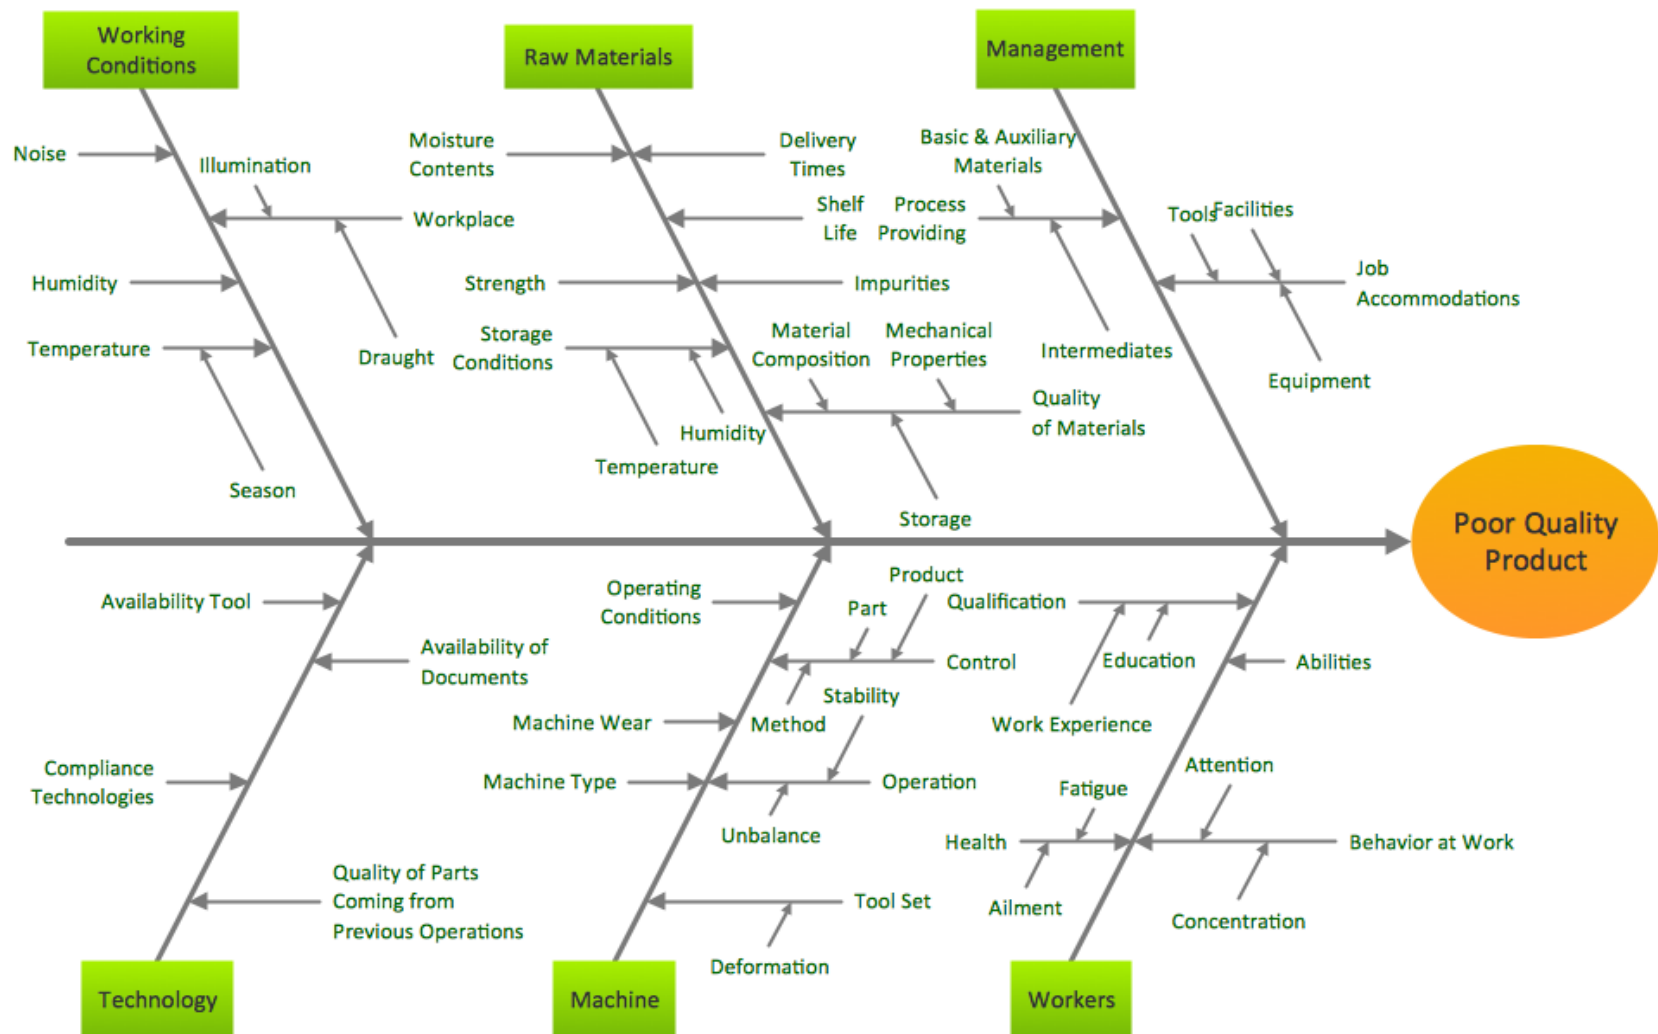 Working
Conditions
Raw Materials
Management
Noise
Illumination
Workplace
Humidity
Temperature
Draught
Season
Moisture
Contents
Delivery
Times
Shelf
Life
Strength
Impurities
Storage
Conditions
Humidity
Temperature
Material
Composition
Mechanical
Properties
Quality
of Materials
Storage
Basic & Auxiliary
Materials
Process
Providing
Intermediates
Tools
Facilities
Job
Accommodations
Equipment
Poor Quality
Product
Availability Tool
Availability of
Documents
Compliance
Technologies
Quality of Parts
Coming from
Previous Operations
Technology
Operating
Conditions
Product
Part
Control
Method
Machine Wear
Stability
Machine Type
Operation
Unbalance
Tool Set
Deformation
Machine
Qualification
Education
Work Experience
Abilities
Attention
Fatigue
Health
Ailment
Behavior at Work
Concentration
Workers